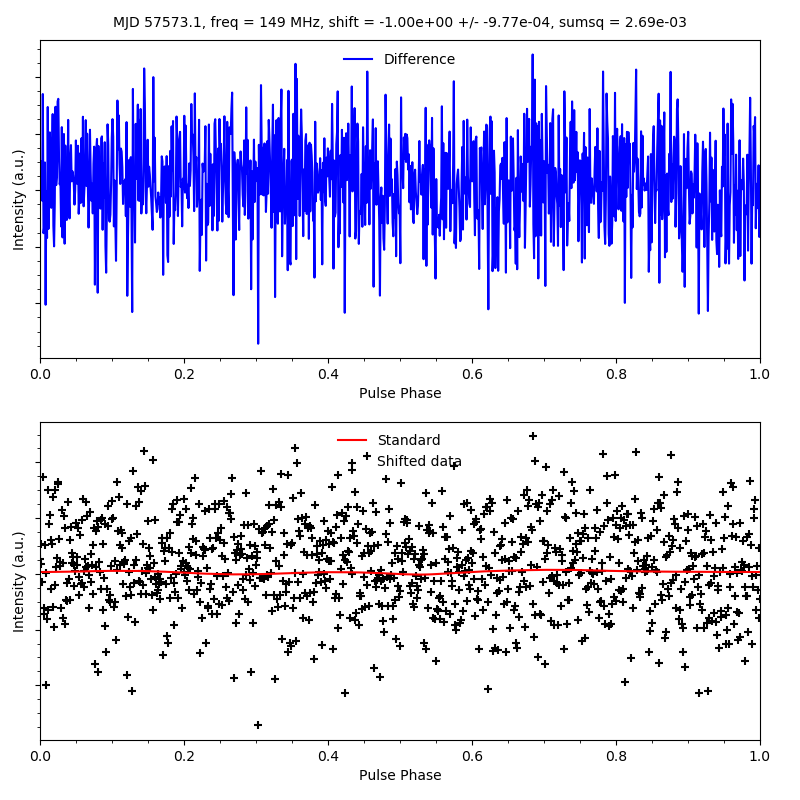 MJD 57573.1, freq = 149 MHz, shift = -1.00e+00 +/- -9.77e-04, sumsq = 2.69e-03
Difference
Intensity (a.u.)
0.0 0.2 0.4 0.6 0.8 1.0
Pulse Phase
Standard
Shifted data
Intensity (a.u.)
0.0 0.2 0.4 0.6 0.8 1.0
Pulse Phase